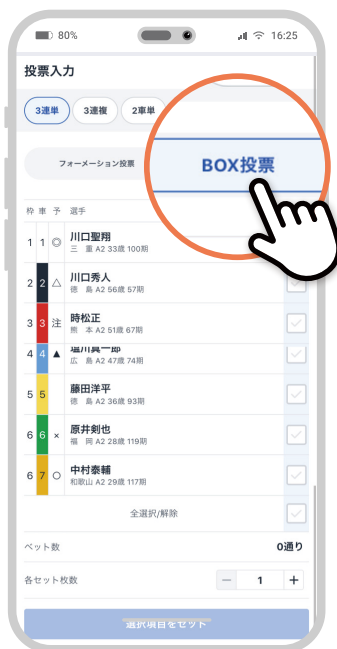 80%
16:25
投票入力
3連単 3連複 2車単
フォーメーション投票 BOX投票
枠 車 予 選手
1 1 ◎ 川口聖翔
三 重 A2 33歳 100期
2 2 △ 川口秀人
徳 島 A2 56歳 57期
3 3 注 時松正
熊 本 A2 51歳 67期
4 4 ▲ 塩川真一郎
広 島 A2 47歳 74期
5 5 藤田洋平
徳 島 A2 36歳 93期
6 6 × 原井剣也
福 岡 A2 28歳 119期
6 7 ○ 中村泰輔
和歌山 A2 29歳 117期
全選択/解除
ベット数 0通り
各セット枚数 － 1 ＋
選択項目をセット